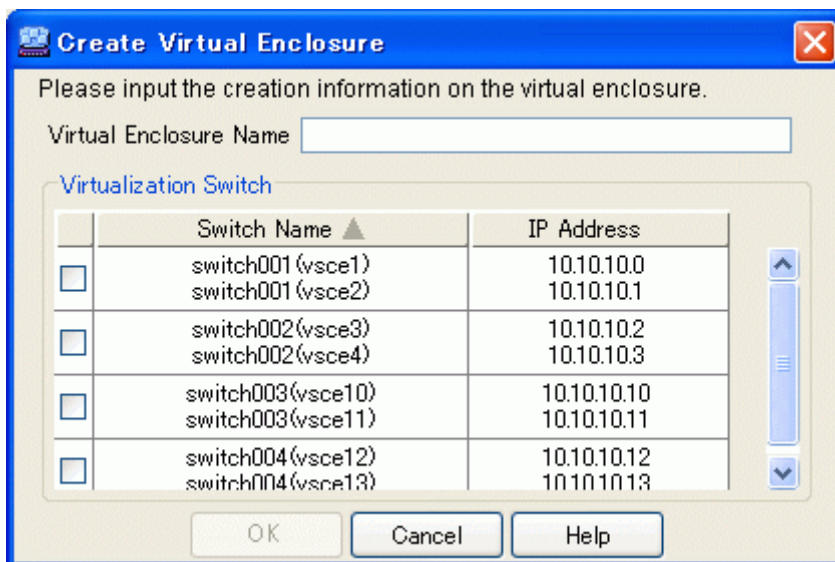 Create Virtual Enclosure
Please input the creation information on the virtual enclosure.
Virtual Enclosure Name
Virtualization Switch
Switch Name IP Address
switch001(vsce1) 10.10.10.0
switch001(vsce2) 10.10.10.1
switch002(vsce3) 10.10.10.2
switch002(vsce4) 10.10.10.3
switch003(vsce10) 10.10.10.10
switch003(vsce11) 10.10.10.11
switch004(vsce12) 10.10.10.12
switch004(vsce13) 10.10.10.13
OK Cancel Help